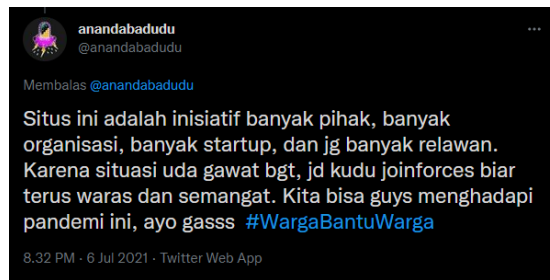 anandabadudu
@anandabadudu
Membalas @anandabadudu
Situs ini adalah inisiatif banyak pihak, banyak
organisasi, banyak startup, dan jg banyak relawan.
Karena situasi uda gawat bgt, jd kudu joinforces biar
terus waras dan semangat. Kita bisa guys menghadapi
pandemi ini, ayo gasss #WargaBantuWarga
8.32 PM · 6 Jul 2021 · Twitter Web App